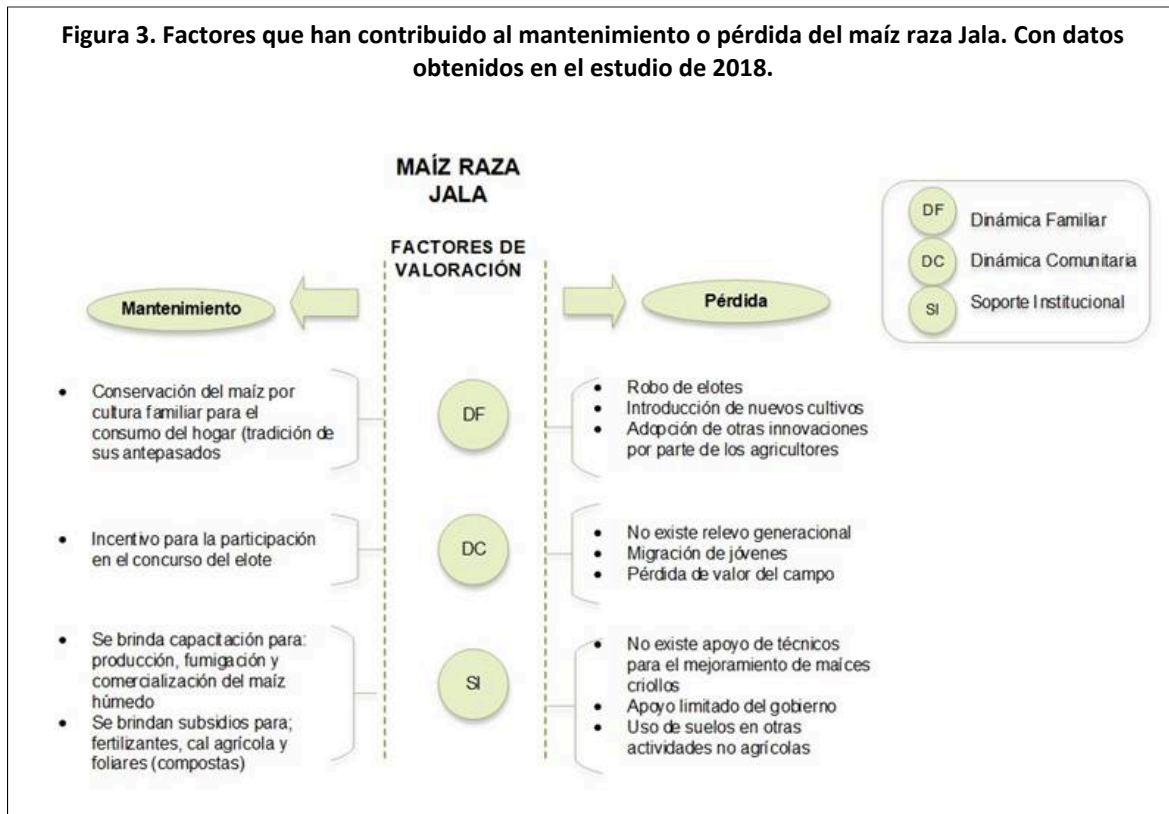 Figura 3. Factores que han contribuido al mantenimiento o pérdida del maíz raza Jala. Con datos
obtenidos en el estudio de 2018.
MAÍZ RAZA
JALA
FACTORES DE
VALORACIÓN
Mantenimiento
Pérdida
DF Dinámica Familiar
DC Dinámica Comunitaria
SI Soporte Institucional
• Conservación del maíz por
cultura familiar para el
consumo del hogar (tradición de
sus antepasados
DF
• Robo de elotes
• Introducción de nuevos cultivos
• Adopción de otras innovaciones
por parte de los agricultores
• Incentivo para la participación
en el concurso del elote
DC
• No existe relevo generacional
• Migración de jóvenes
• Pérdida de valor del campo
• Se brinda capacitación para:
producción, fumigación y
comercialización del maíz
húmedo
• Se brindan subsidios para;
fertilizantes, cal agrícola y
foliares (compostas)
SI
• No existe apoyo de técnicos
para el mejoramiento de maíces
criollos
• Apoyo limitado del gobierno
• Uso de suelos en otras
actividades no agrícolas